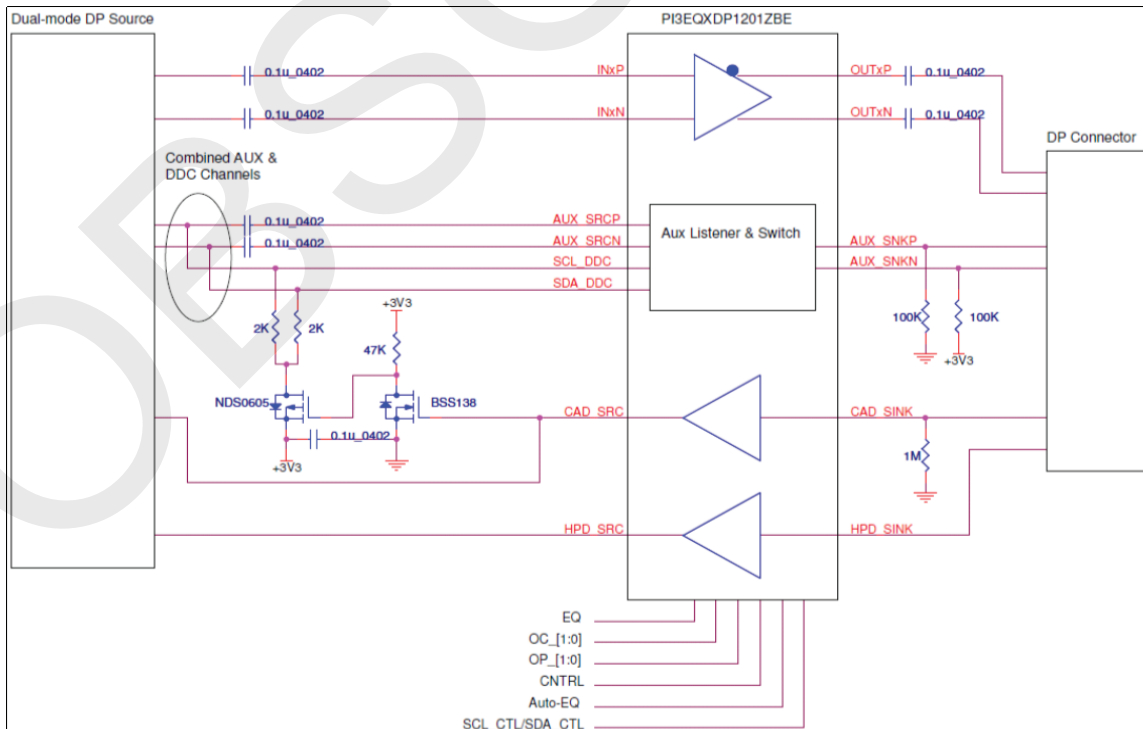 Dual-mode DP Source
PI3EQXDP1201ZBE
0.1u_0402
INxP
OUTxP
0.1u_0402
0.1u_0402
INxN
OUTxN
0.1u_0402
DP Connector
Combined AUX &
DDC Channels
0.1u_0402
AUX_SRCP
Aux Listener & Switch
0.1u_0402
AUX_SRCN
AUX_SNKP
SCL_DDC
AUX_SNKN
SDA_DDC
+3V3
2K
2K
100K
100K
47K
+3V3
NDS0605
BSS138
CAD_SRC
CAD_SINK
0.1u_0402
1M
+3V3
HPD_SRC
HPD_SINK
EQ
OC_[1:0]
OP_[1:0]
CNTRL
Auto-EQ
SCL_CTL/SDA_CTL